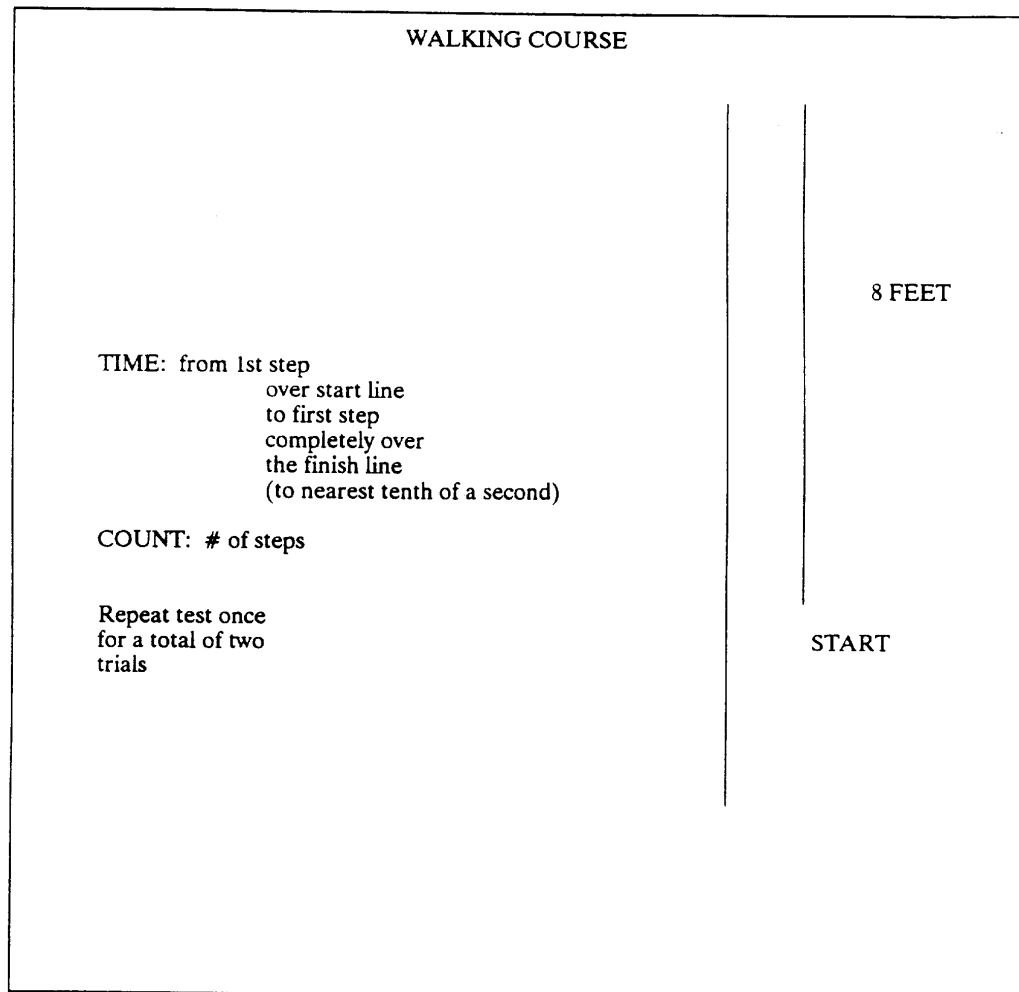 WALKING COURSE
8 FEET
TIME: from 1st step
over start line
to first step
completely over
the finish line
(to nearest tenth of a second)
COUNT: # of steps
Repeat test once
for a total of two
trials
START